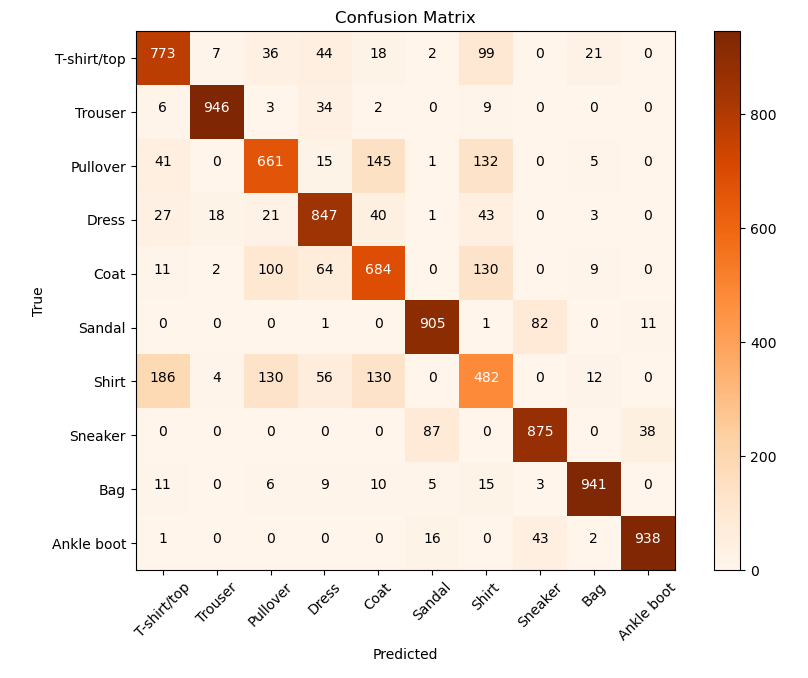 Confusion Matrix
T-shirt/top 773 7 36 44 18 2 99 0 21 0
Trouser 6 946 3 34 2 0 9 0 0 0
800
Pullover 41 0 661 15 145 1 132 0 5 0
Dress 27 18 21 847 40 1 43 0 3 0
600
Coat 11 2 100 64 684 0 130 0 9 0
True
Sandal 0 0 0 1 0 905 1 82 0 11
400
Shirt 186 4 130 56 130 0 482 0 12 0
Sneaker 0 0 0 0 0 87 0 875 0 38
200
Bag 11 0 6 9 10 5 15 3 941 0
Ankle boot 1 0 0 0 0 16 0 43 2 938
0
T-shirt/top Trouser Pullover Dress Coat Sandal Shirt Sneaker Bag Ankle boot
Predicted